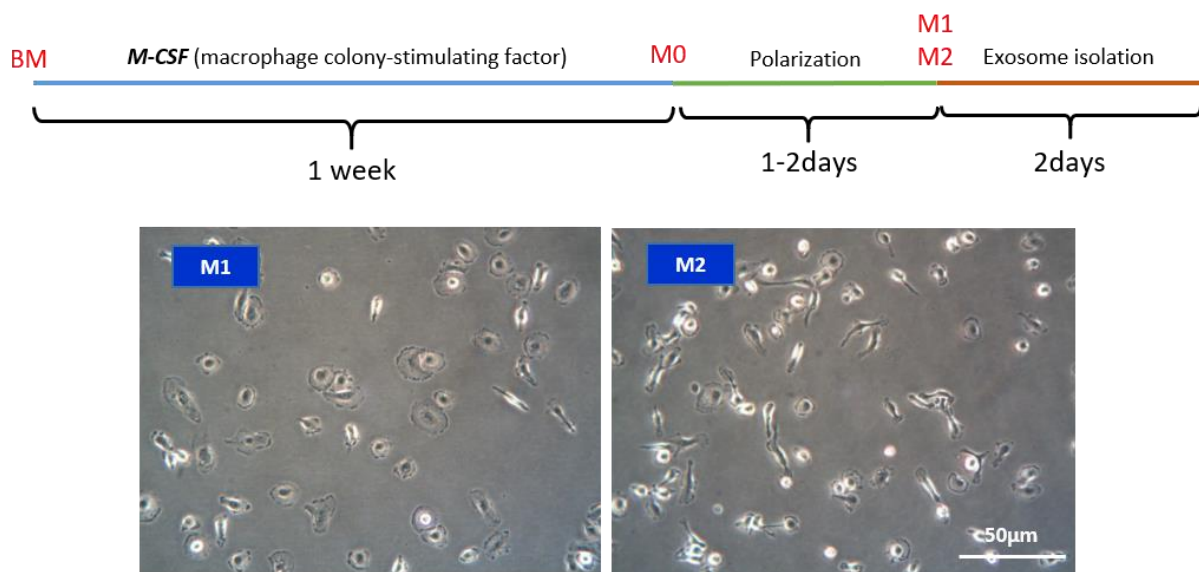 BM
M-CSF (macrophage colony-stimulating factor)
M0
Polarization
M1
M2
Exosome isolation
1 week
1-2days
2days
M1
M2
50µm